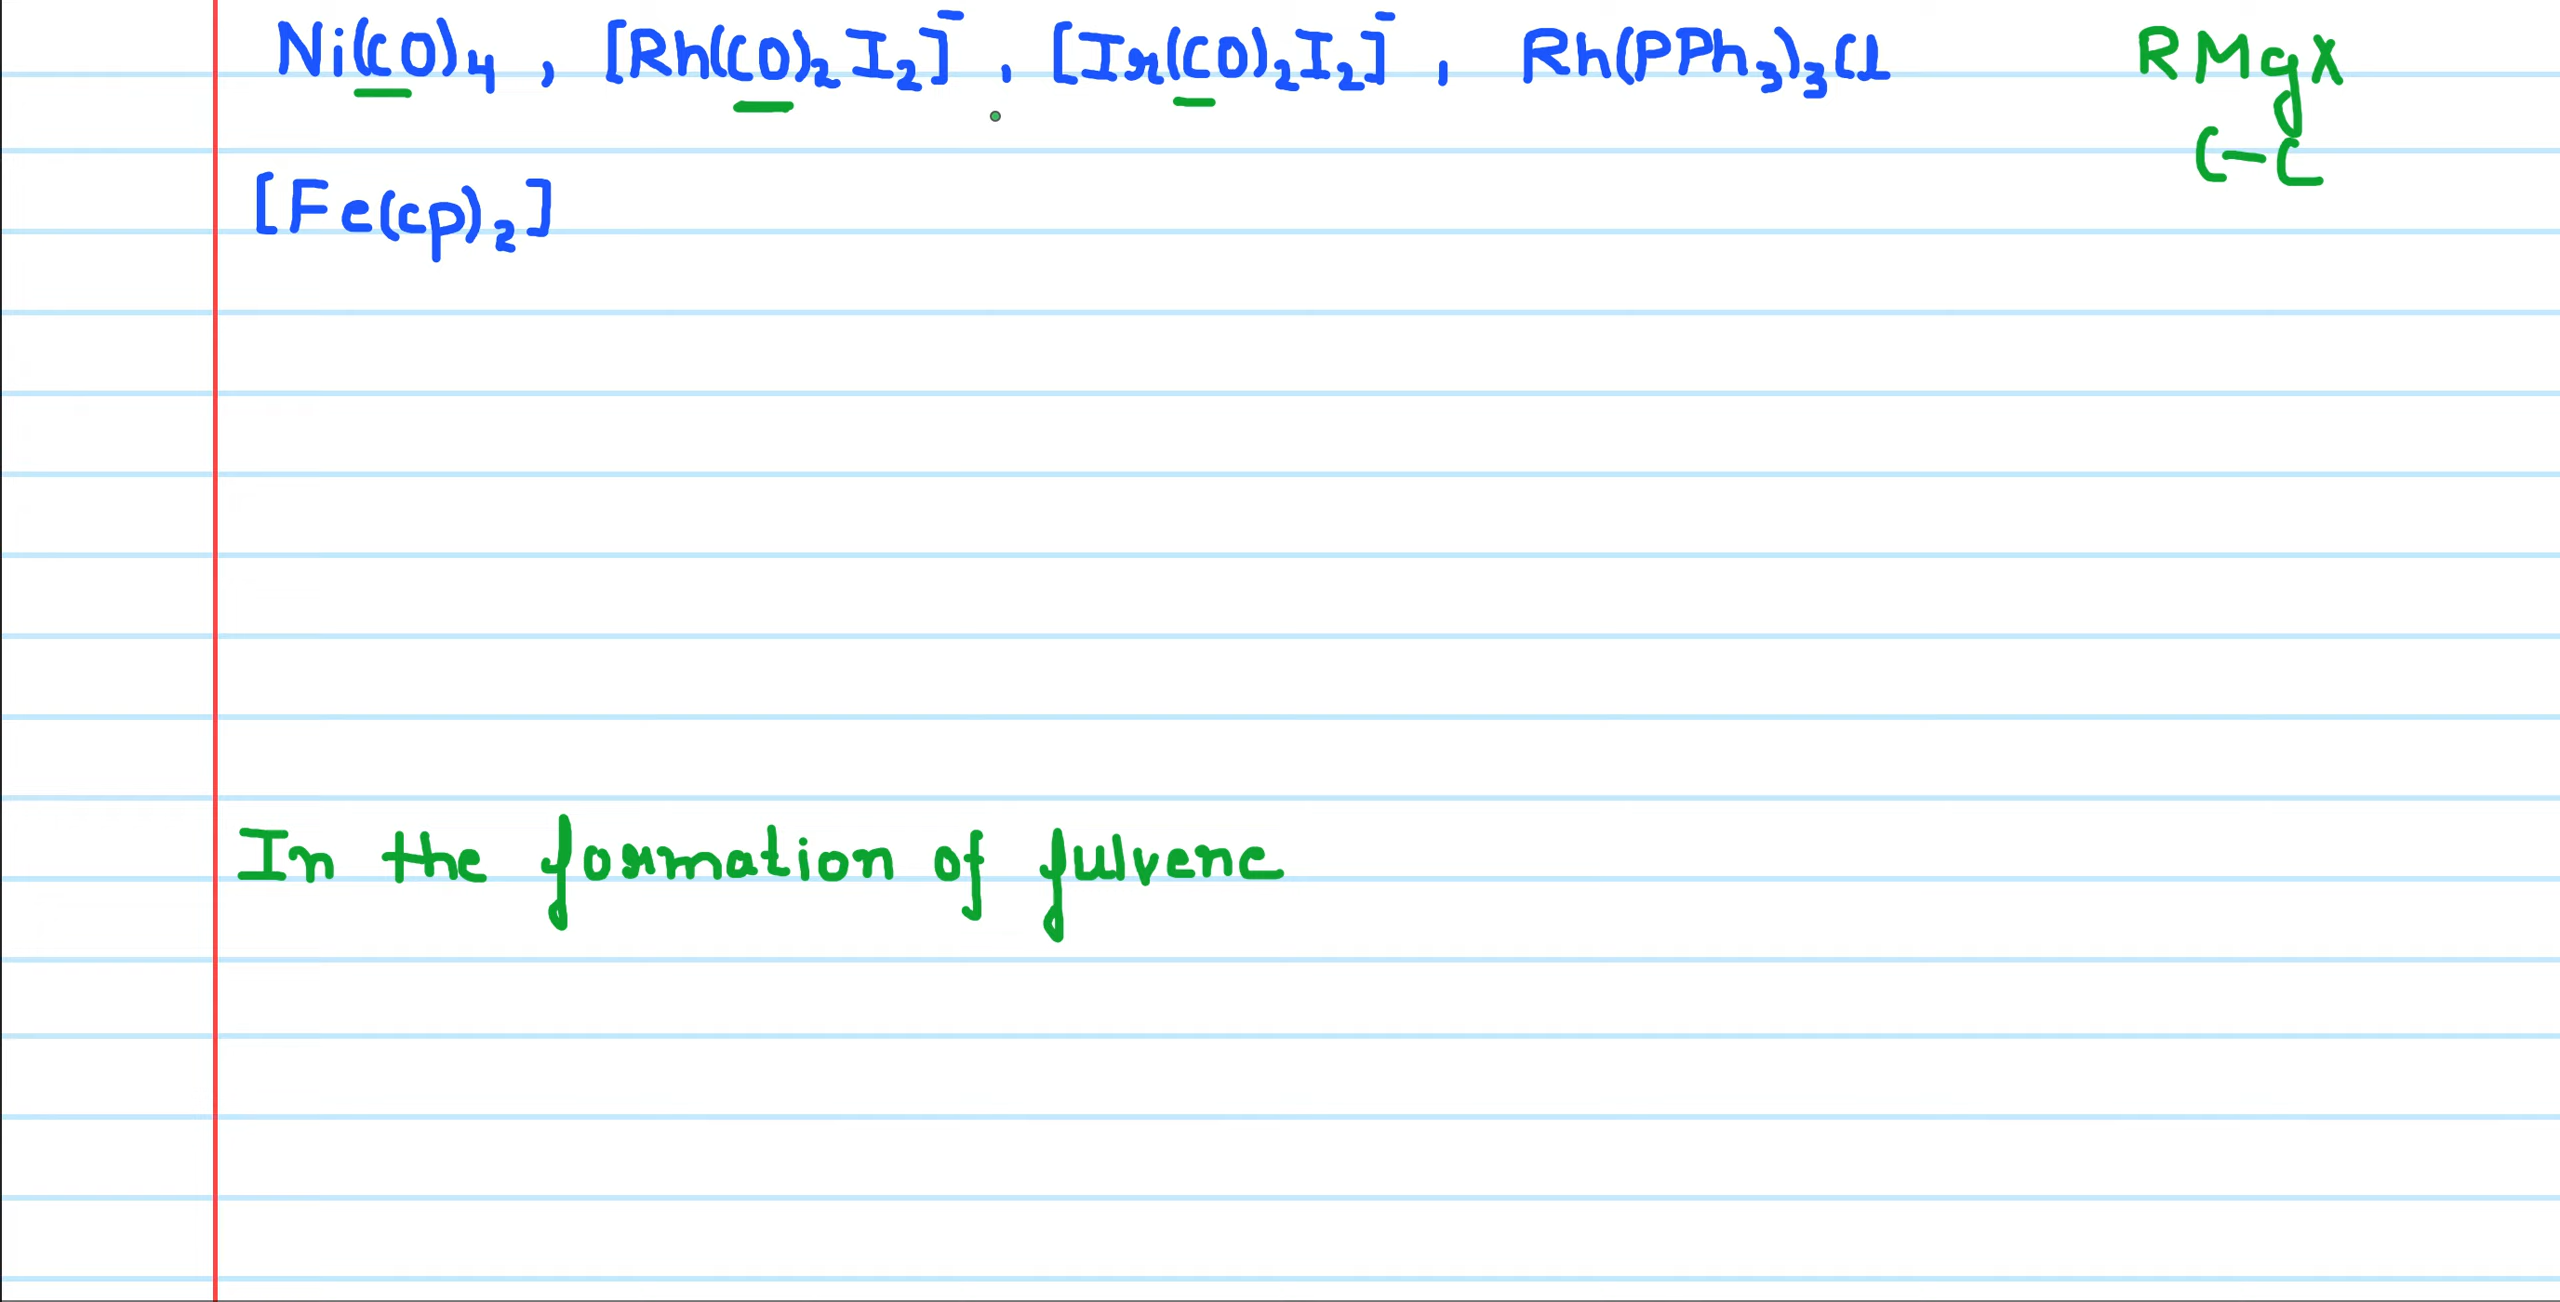 Ni(CO)₄ , [Rh(CO)₂I₂]⁻ , [Ir(CO)₂I₂]⁻ , Rh(PPh₃)₃Cl RMgX
C-C
[Fe(cp)₂]
In the formation of fulvene